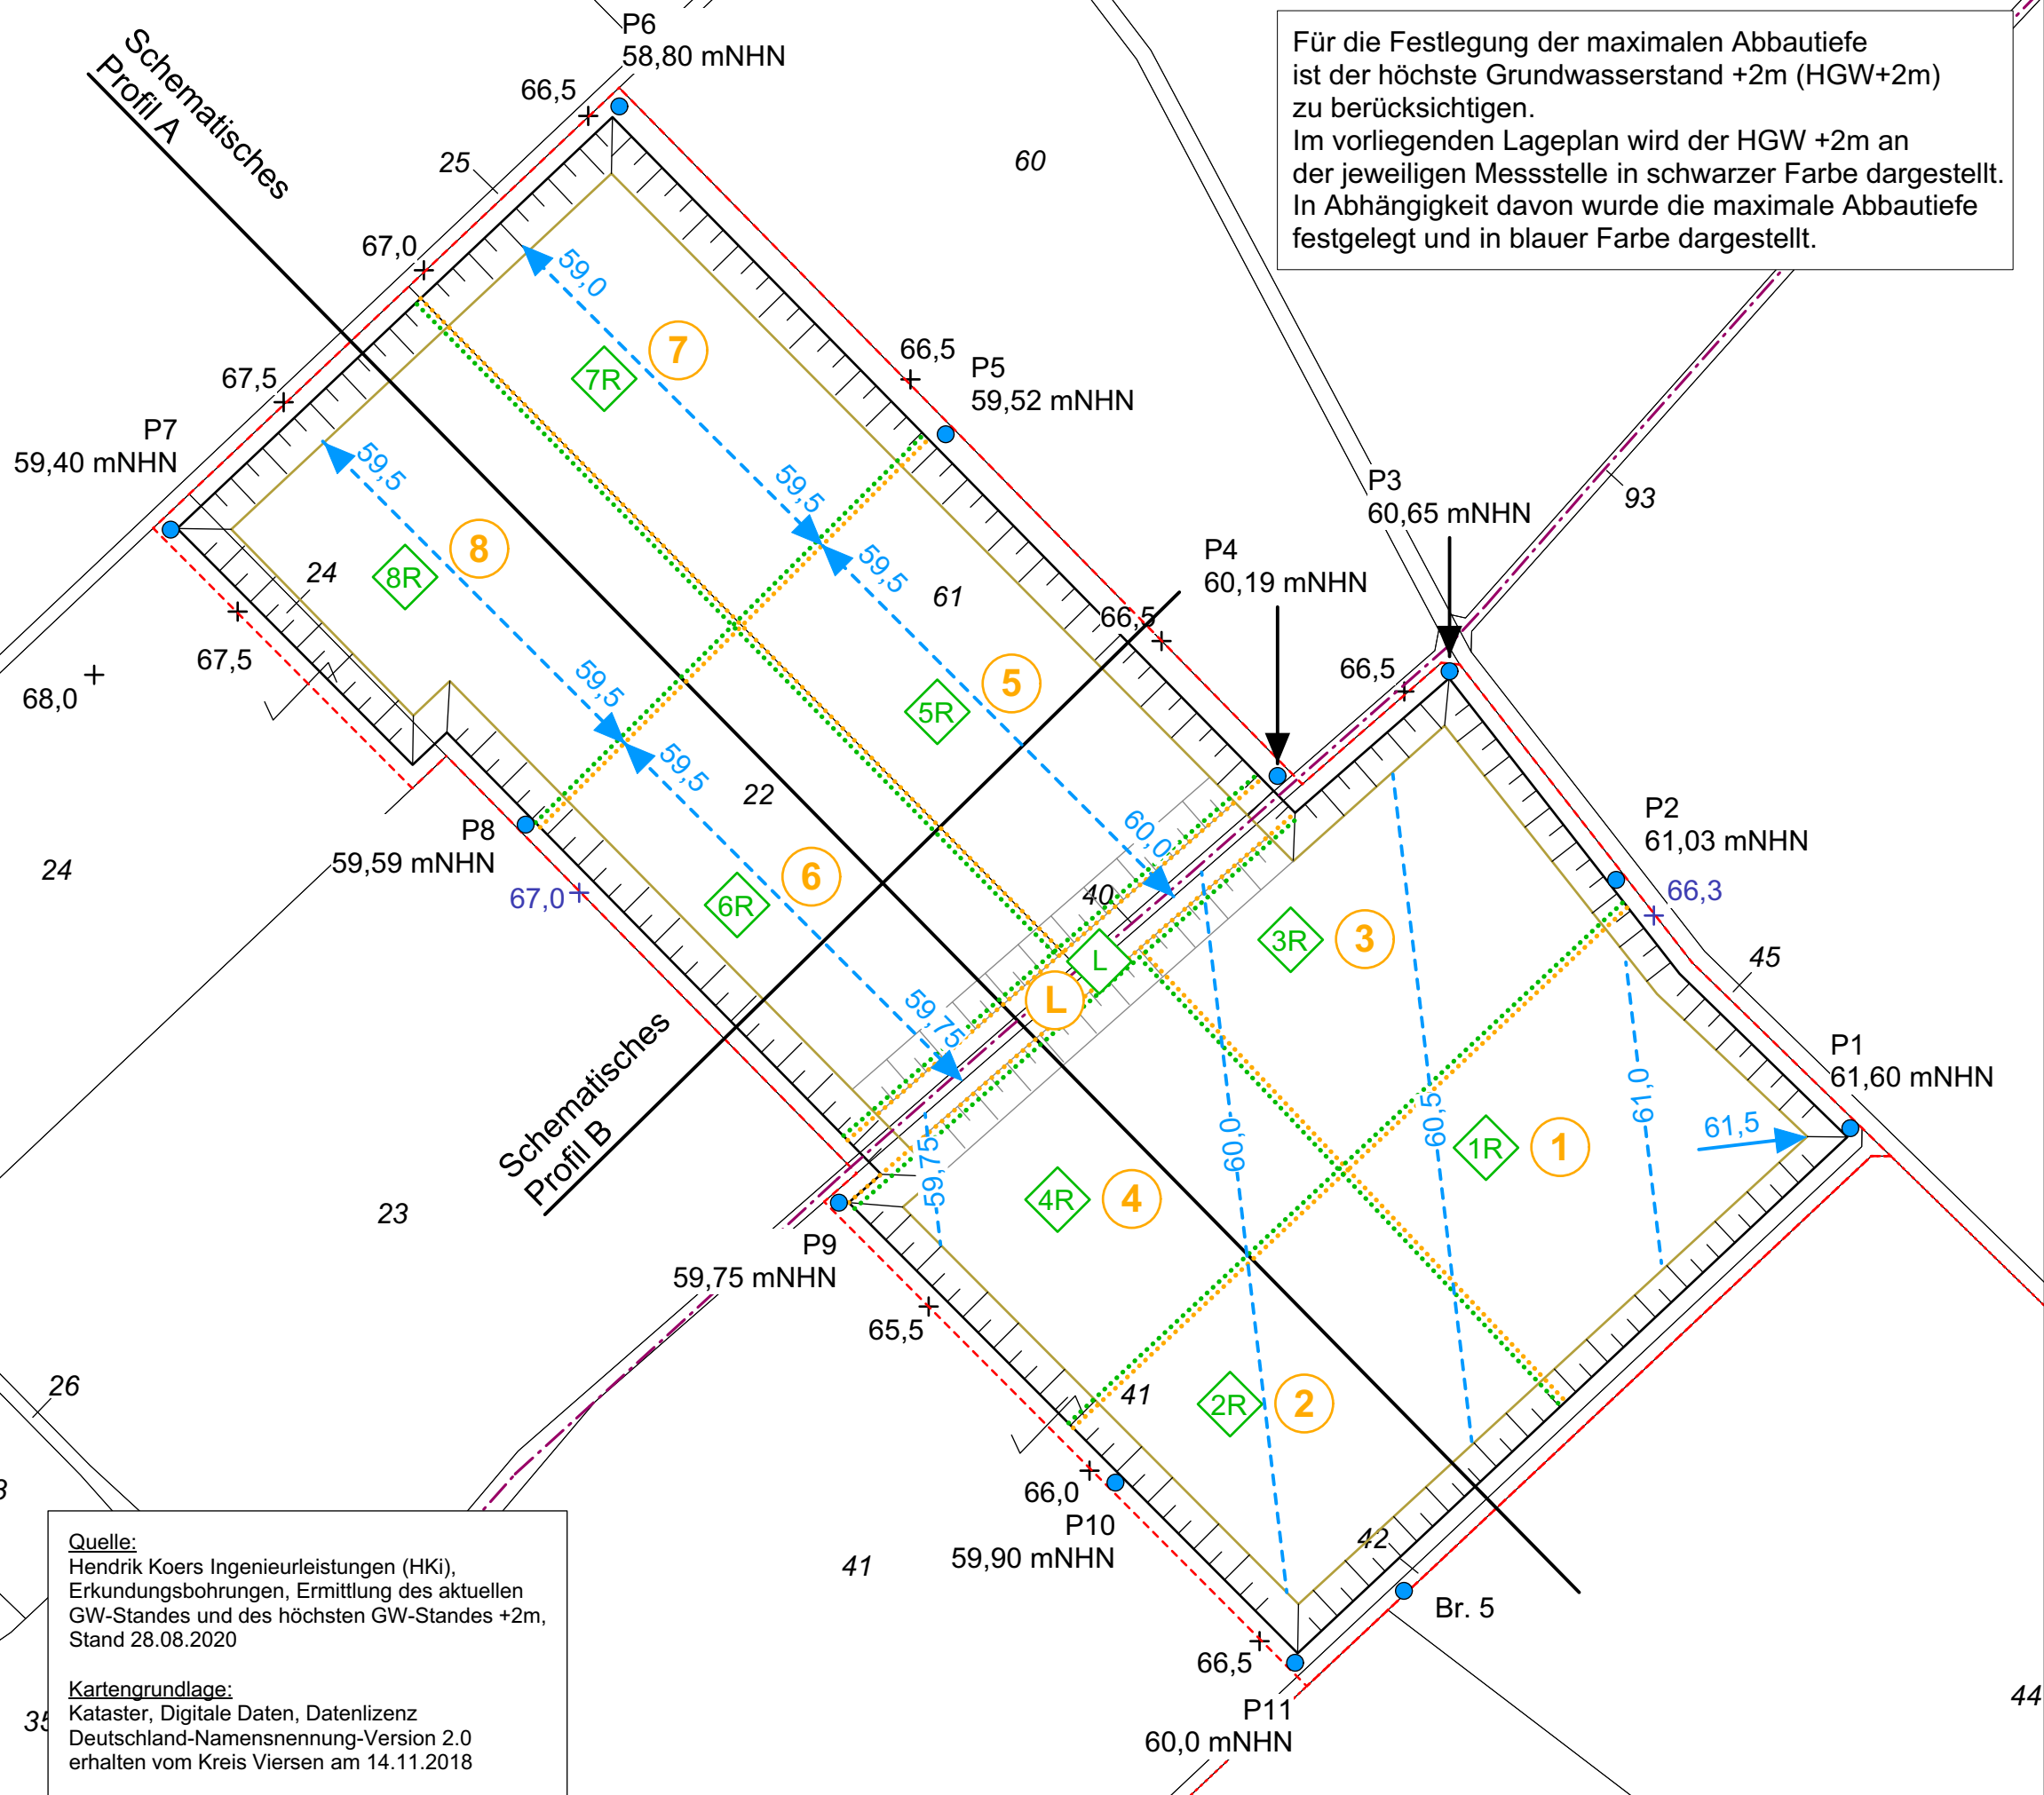 P6
58,80 mNHN
Schematisches
Profil A
66,5
25
60
Für die Festlegung der maximalen Abbautiefe
ist der höchste Grundwasserstand +2m (HGW+2m)
zu berücksichtigen.
Im vorliegenden Lageplan wird der HGW +2m an
der jeweiligen Messstelle in schwarzer Farbe dargestellt.
In Abhängigkeit davon wurde die maximale Abbautiefe
festgelegt und in blauer Farbe dargestellt.
67,0
59,0
7
7R
66,5
P5
59,52 mNHN
67,5
P7
59,40 mNHN
59,5
59,5
P3
60,65 mNHN
93
8
8R
24
59,5
61
P4
60,19 mNHN
66,5
67,5
68,0
59,5
5
5R
66,5
59,5
22
P8
59,59 mNHN
60,0
P2
61,03 mNHN
24
67,0
6
6R
40
66,3
3R
3
L
L
45
59,75
Schematisches
Profil B
P1
61,60 mNHN
61,0
60,5
61,5
60,0
59,75
1R
1
4R
4
23
P9
59,75 mNHN
65,5
26
41
2R
2
66,0
P10
59,90 mNHN
41
42
Br. 5
66,5
P11
60,0 mNHN
44
35
Quelle:
Hendrik Koers Ingenieurleistungen (HKi),
Erkundungsbohrungen, Ermittlung des aktuellen
GW-Standes und des höchsten GW-Standes +2m,
Stand 28.08.2020
Kartengrundlage:
Kataster, Digitale Daten, Datenlizenz
Deutschland-Namensnennung-Version 2.0
erhalten vom Kreis Viersen am 14.11.2018